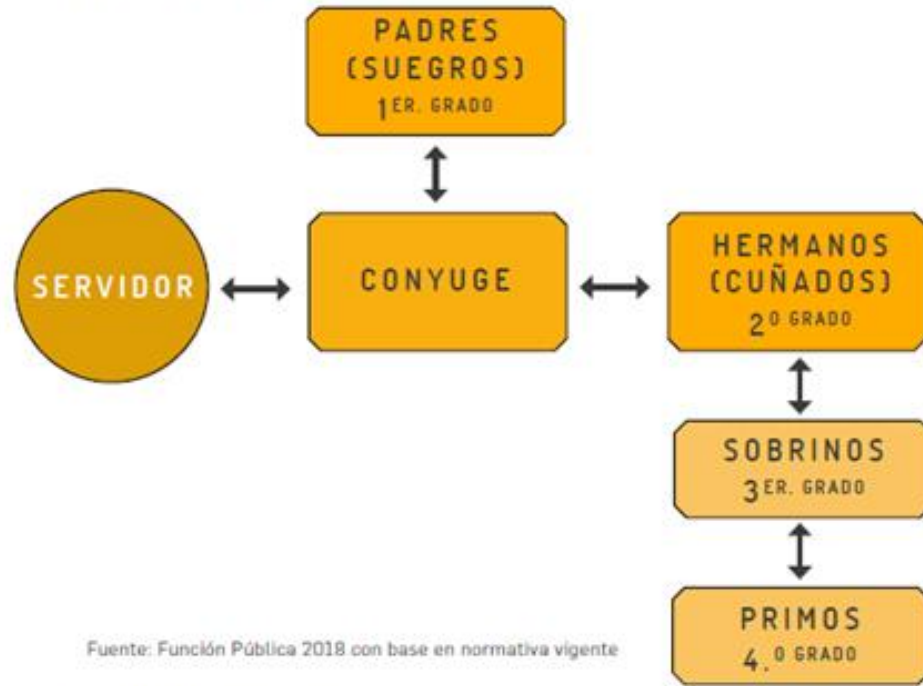 PADRES
(SUEGROS)
1ER. GRADO
SERVIDOR
CONYUGE
HERMANOS
(CUÑADOS)
2O GRADO
SOBRINOS
3ER. GRADO
PRIMOS
4.O GRADO
Fuente: Función Pública 2018 con base en normativa vigente